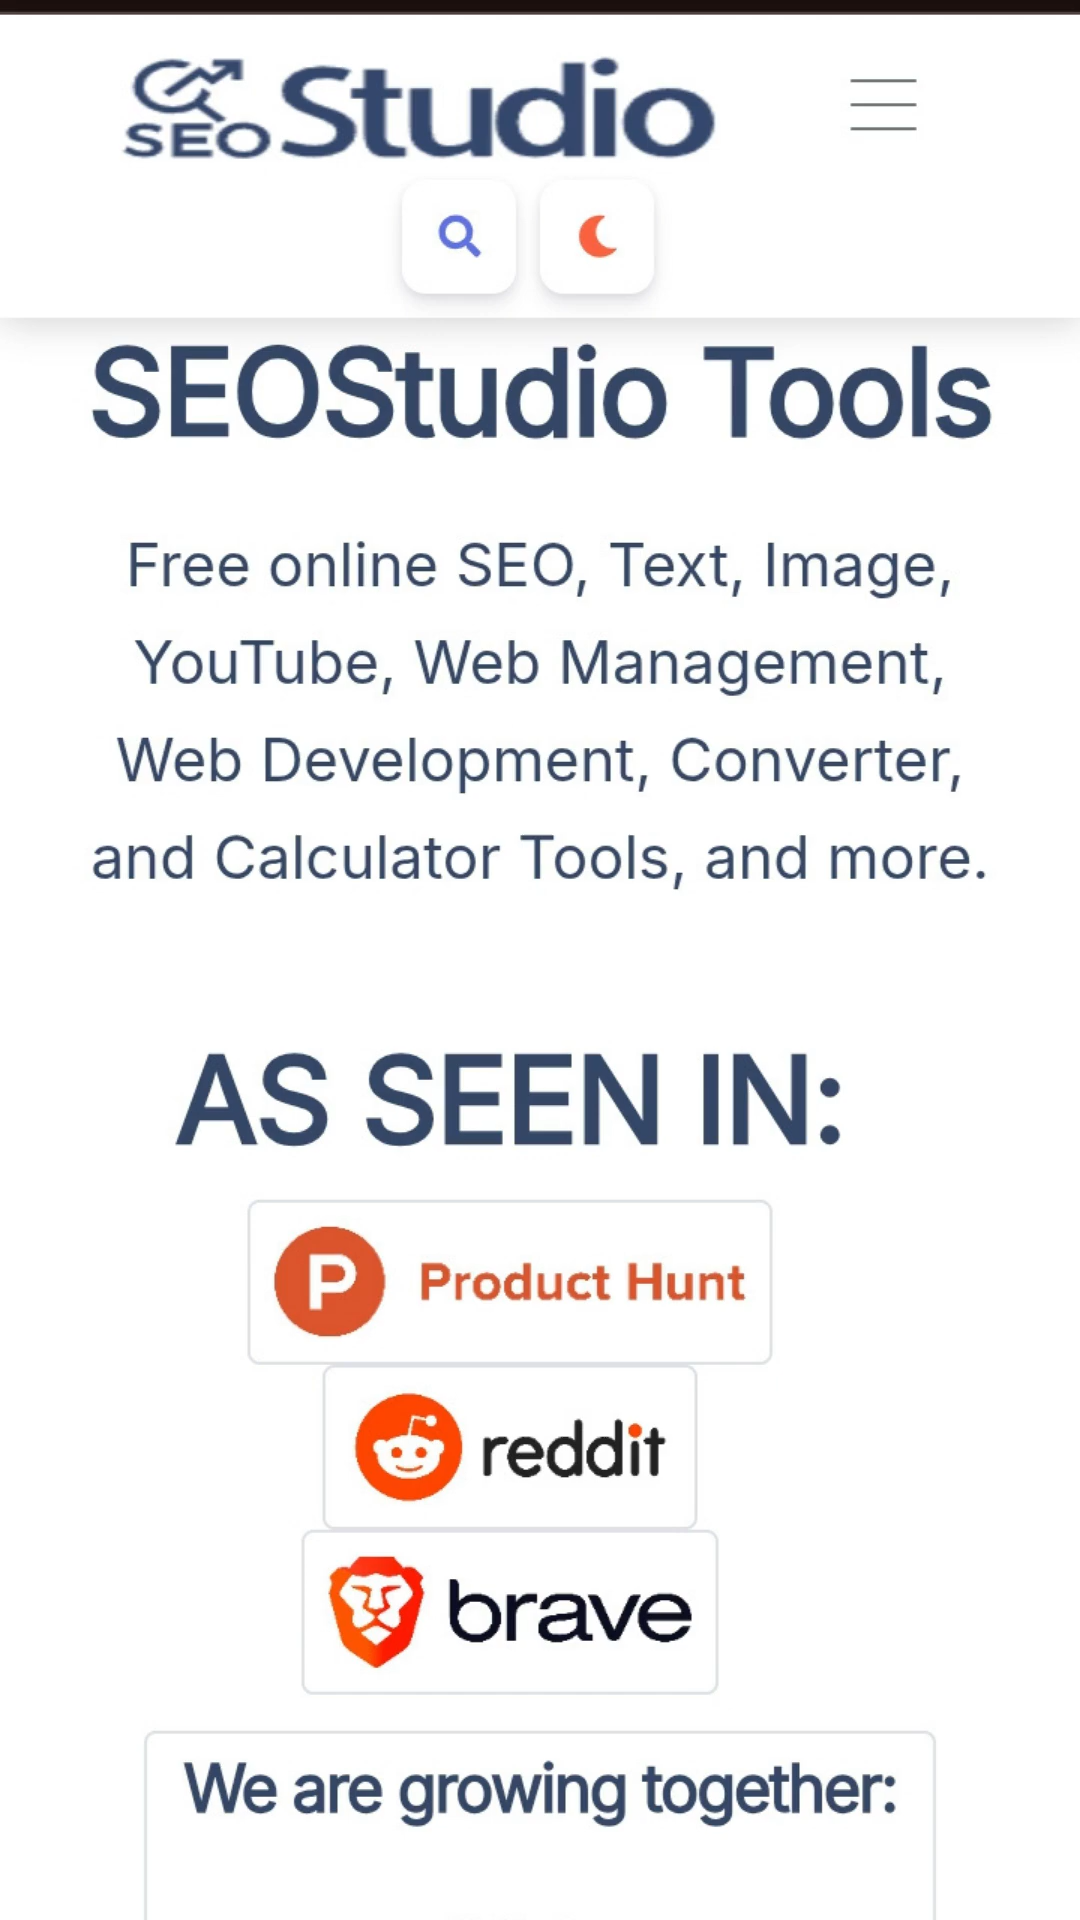 SEO Studio
SEOStudio Tools
Free online SEO, Text, Image,
YouTube, Web Management,
Web Development, Converter,
and Calculator Tools, and more.
AS SEEN IN:
P Product Hunt
reddit
brave
We are growing together: